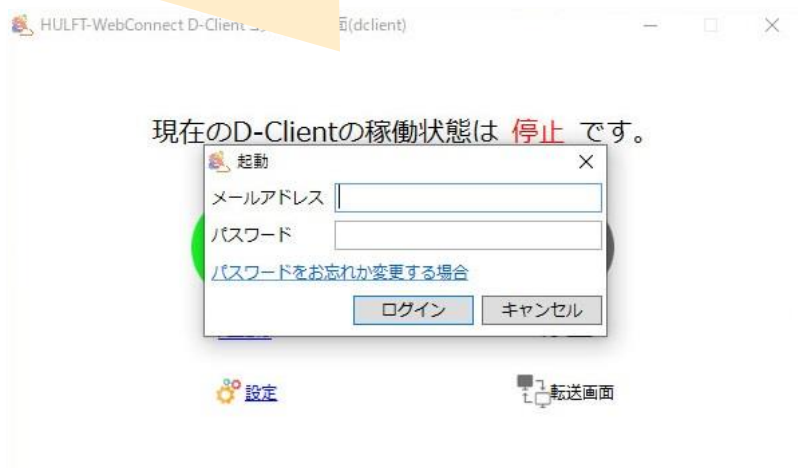 HULFT-WebConnect D-Client (dclient)
現在のD-Clientの稼働状態は 停止 です。
起動
メールアドレス
パスワード
パスワードをお忘れか変更する場合
ログイン キャンセル
設定 転送画面